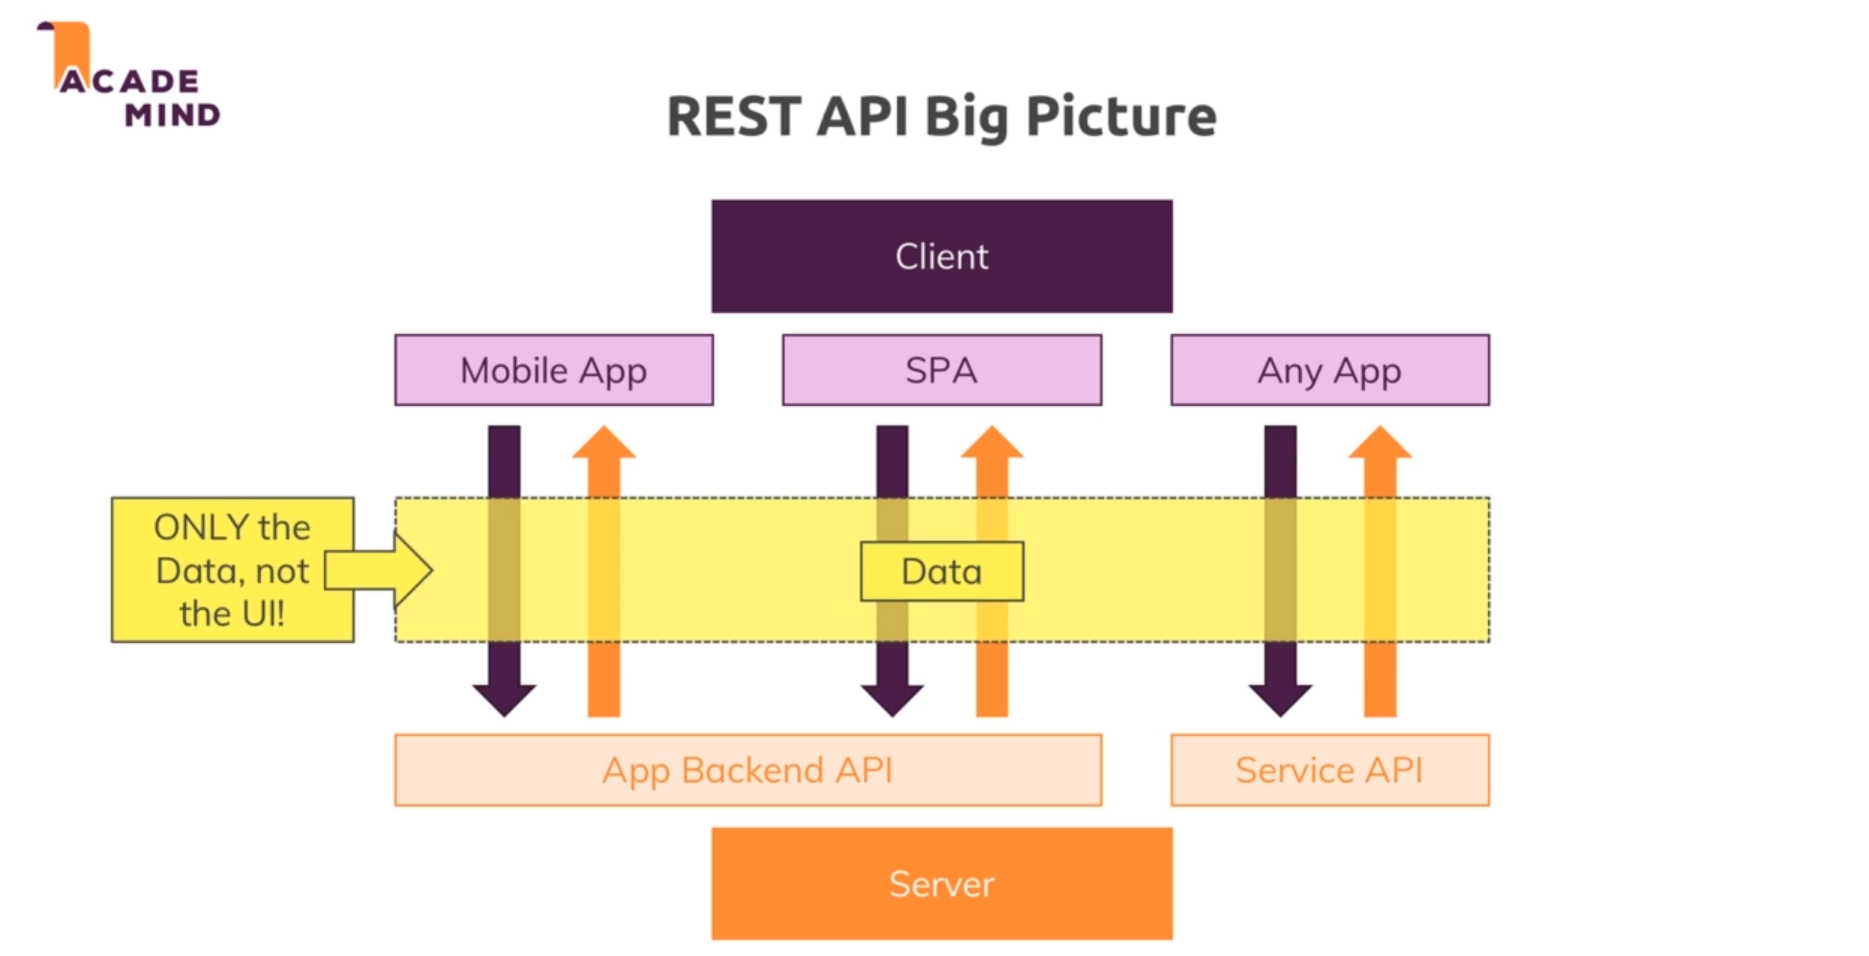 ACADE
MIND
REST API Big Picture
Client
Mobile App
SPA
Any App
ONLY the
Data, not
the UI!
Data
App Backend API
Service API
Server